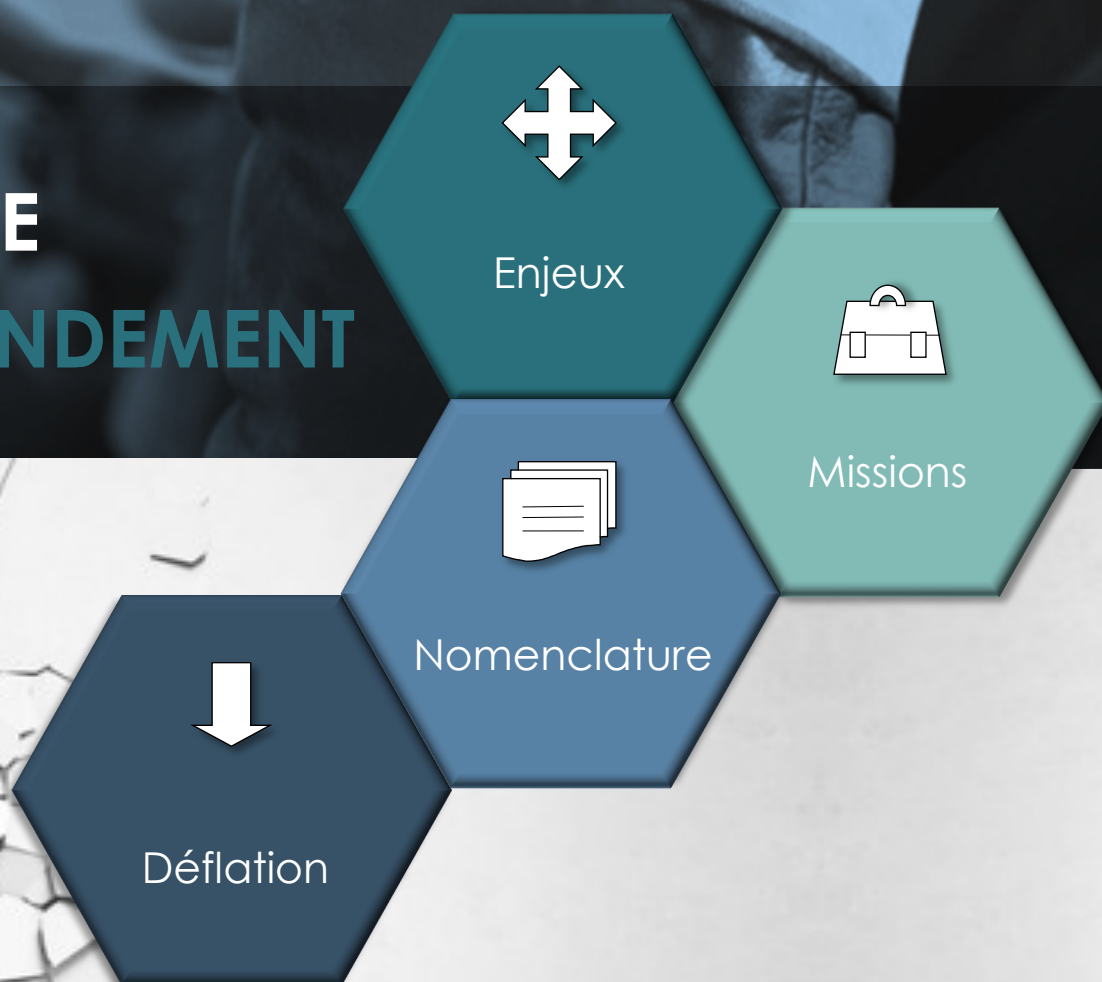 E
NDEMENT
Enjeux
Missions
Nomenclature
Déflation